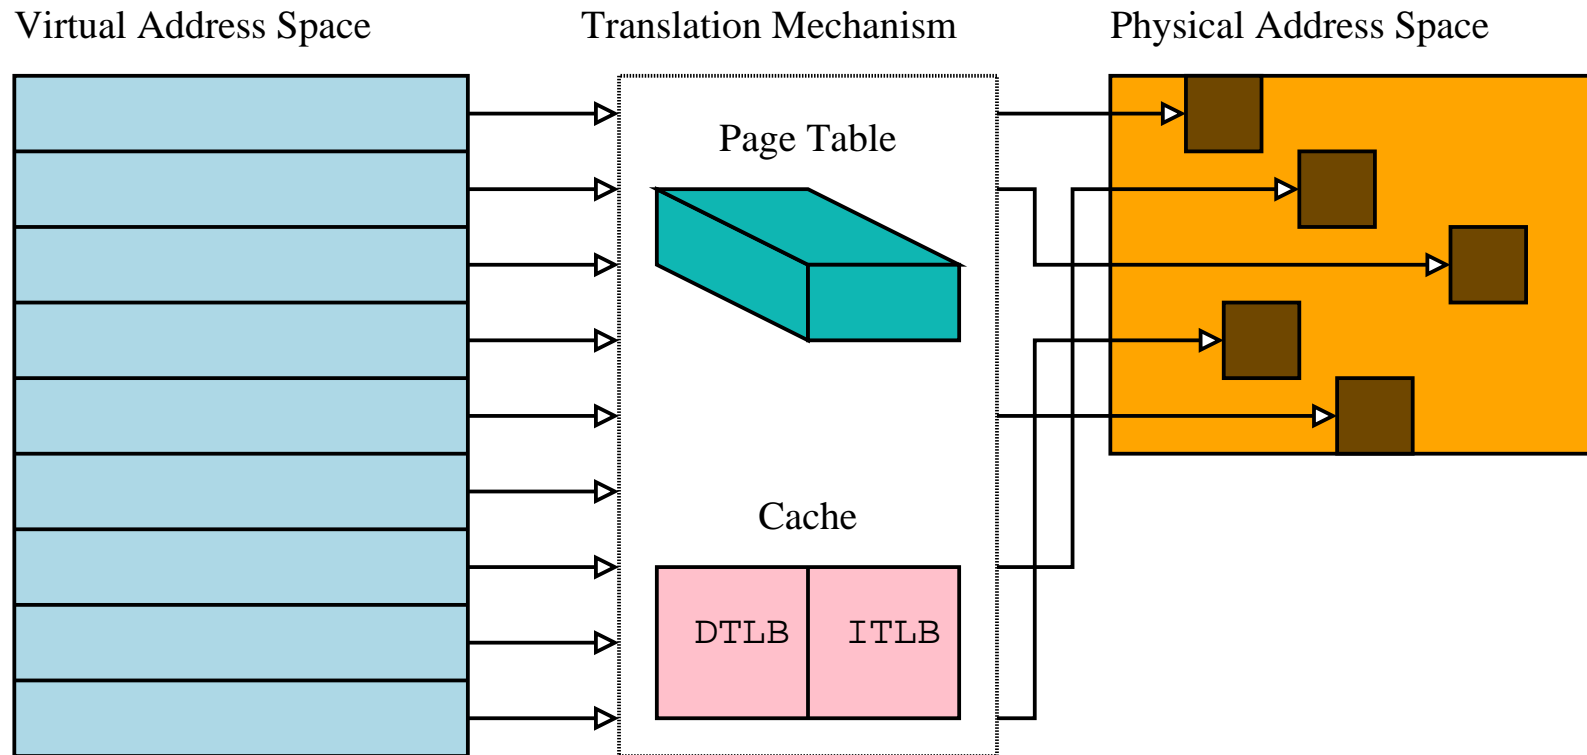 Virtual Address Space
Translation Mechanism
Physical Address Space
Page Table
Cache
DTLB
ITLB